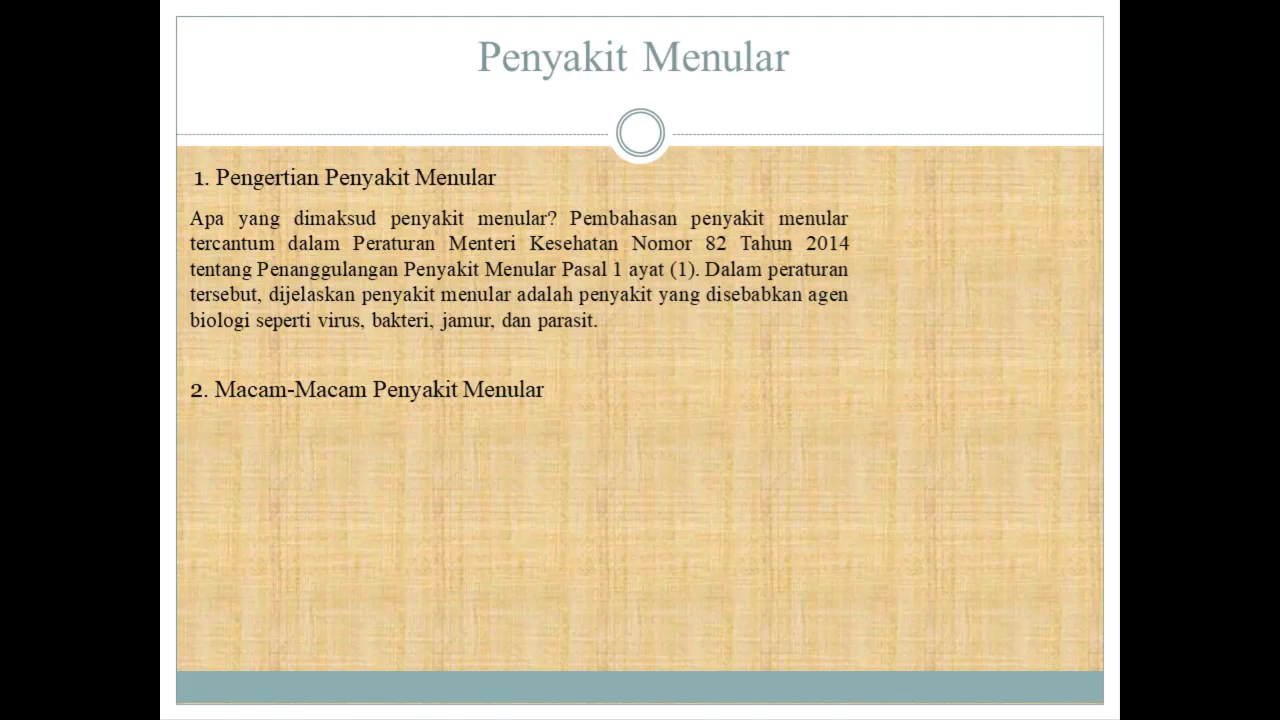 Penyakit Menular
1. Pengertian Penyakit Menular
Apa yang dimaksud penyakit menular? Pembahasan penyakit menular
tercantum dalam Peraturan Menteri Kesehatan Nomor 82 Tahun 2014
tentang Penanggulangan Penyakit Menular Pasal 1 ayat (1). Dalam peraturan
tersebut, dijelaskan penyakit menular adalah penyakit yang disebabkan agen
biologi seperti virus, bakteri, jamur, dan parasit.
2. Macam-Macam Penyakit Menular